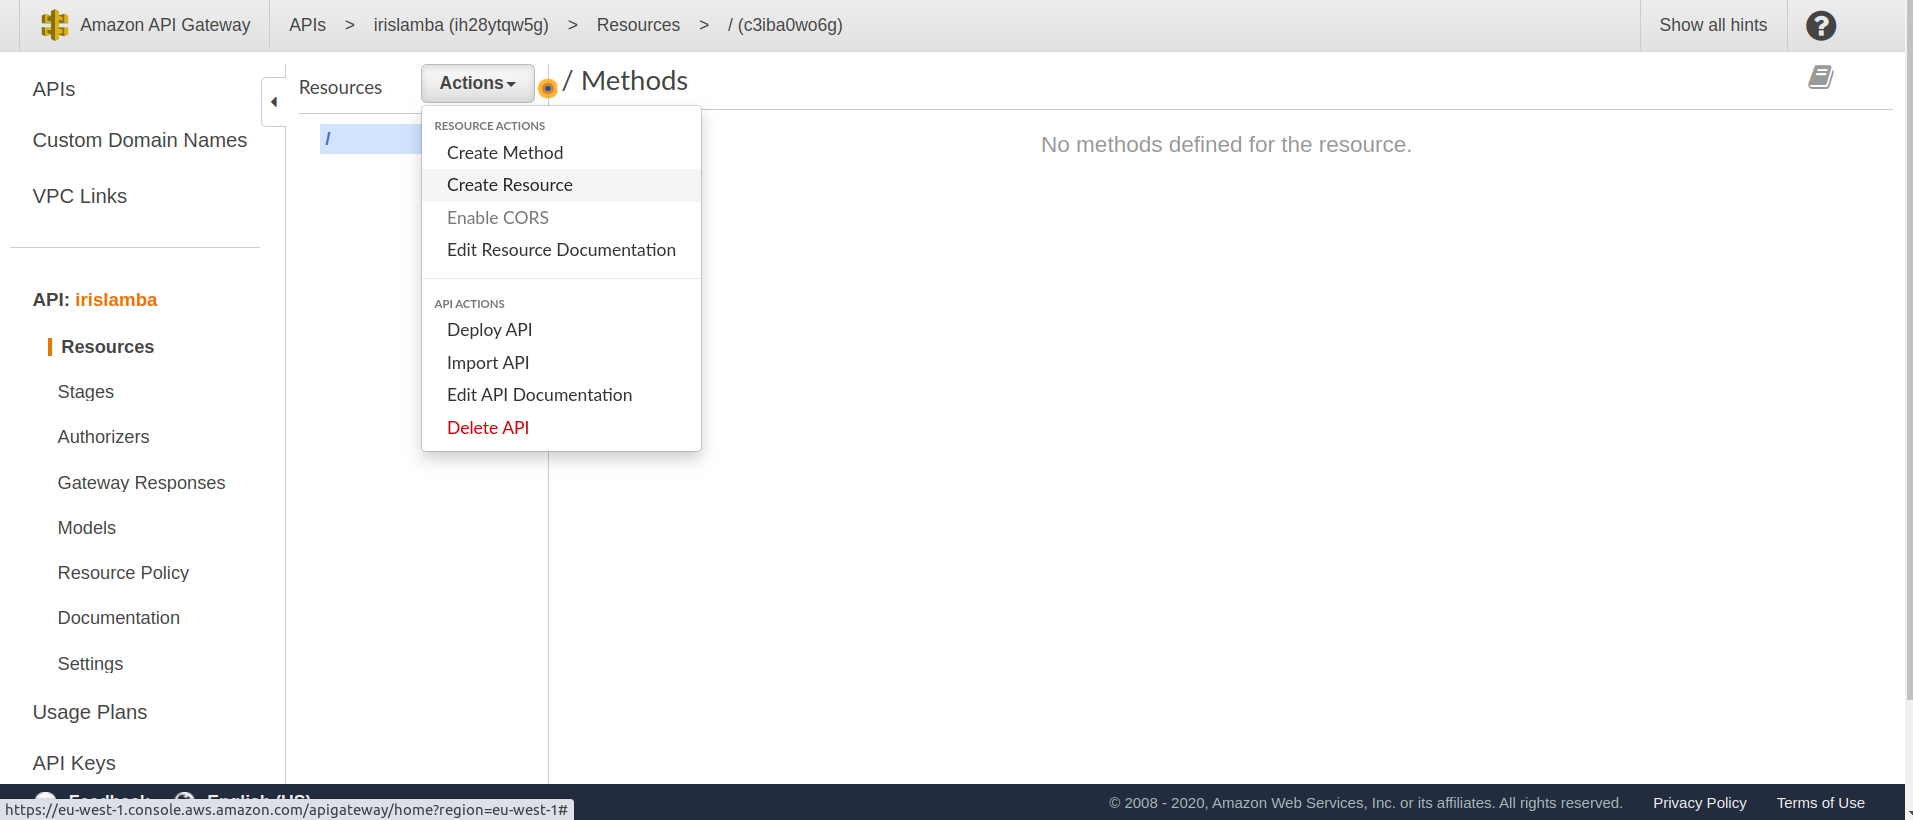 Amazon API Gateway
APIs > irislamba (ih28ytqw5g) > Resources > / (c3iba0wo6g)
Show all hints
?
APIs
Custom Domain Names
VPC Links
API: irislamba
Resources
Stages
Authorizers
Gateway Responses
Models
Resource Policy
Documentation
Settings
Usage Plans
API Keys
Resources
Actions
/
RESOURCE ACTIONS
Create Method
Create Resource
Enable CORS
Edit Resource Documentation
API ACTIONS
Deploy API
Import API
Edit API Documentation
Delete API
/ Methods
No methods defined for the resource.
Feedback English (US)
https://eu-west-1.console.aws.amazon.com/apigateway/home?region=eu-west-1#
© 2008 - 2020, Amazon Web Services, Inc. or its affiliates. All rights reserved. Privacy Policy Terms of Use